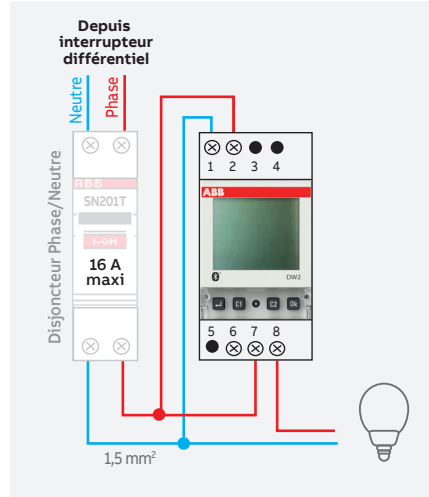 Depuis
interrupteur
différentiel
Neutre
Phase
Disjoncteur Phase/Neutre
ABB
SN201T
I-ON
16 A
maxi
1 2 3 4
ABB
DW2
C1 C2 Ok
5 6 7 8
1,5 mm²